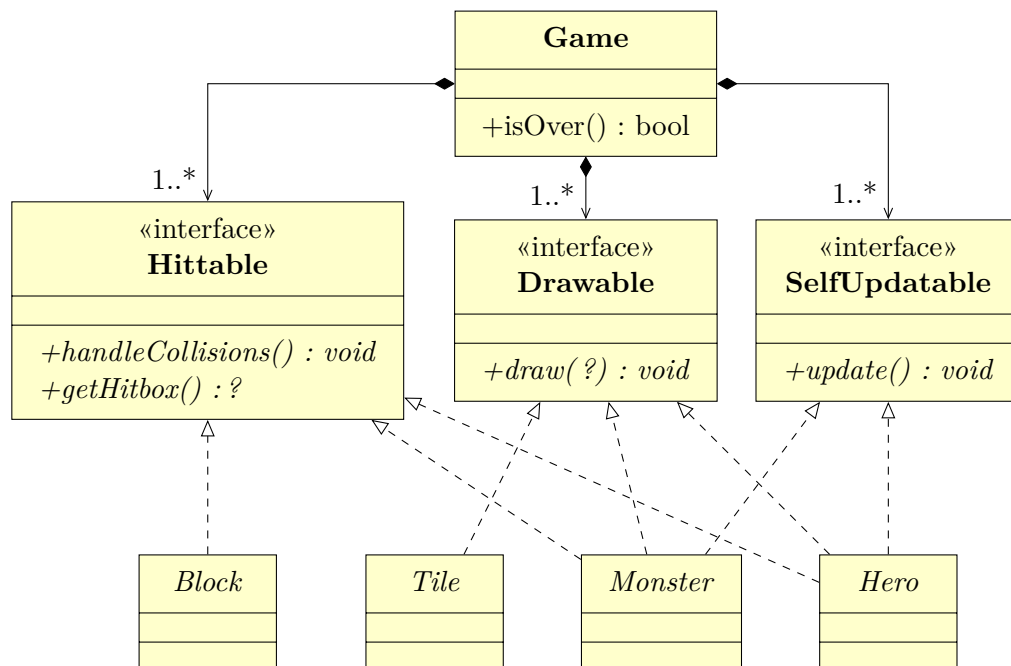 Game
+isOver() : bool
1..*
1..*
1..*
«interface»
Hittable
+handleCollisions() : void
+getHitbox() : ?
«interface»
Drawable
+draw(?) : void
«interface»
SelfUpdatable
+update() : void
Block
Tile
Monster
Hero